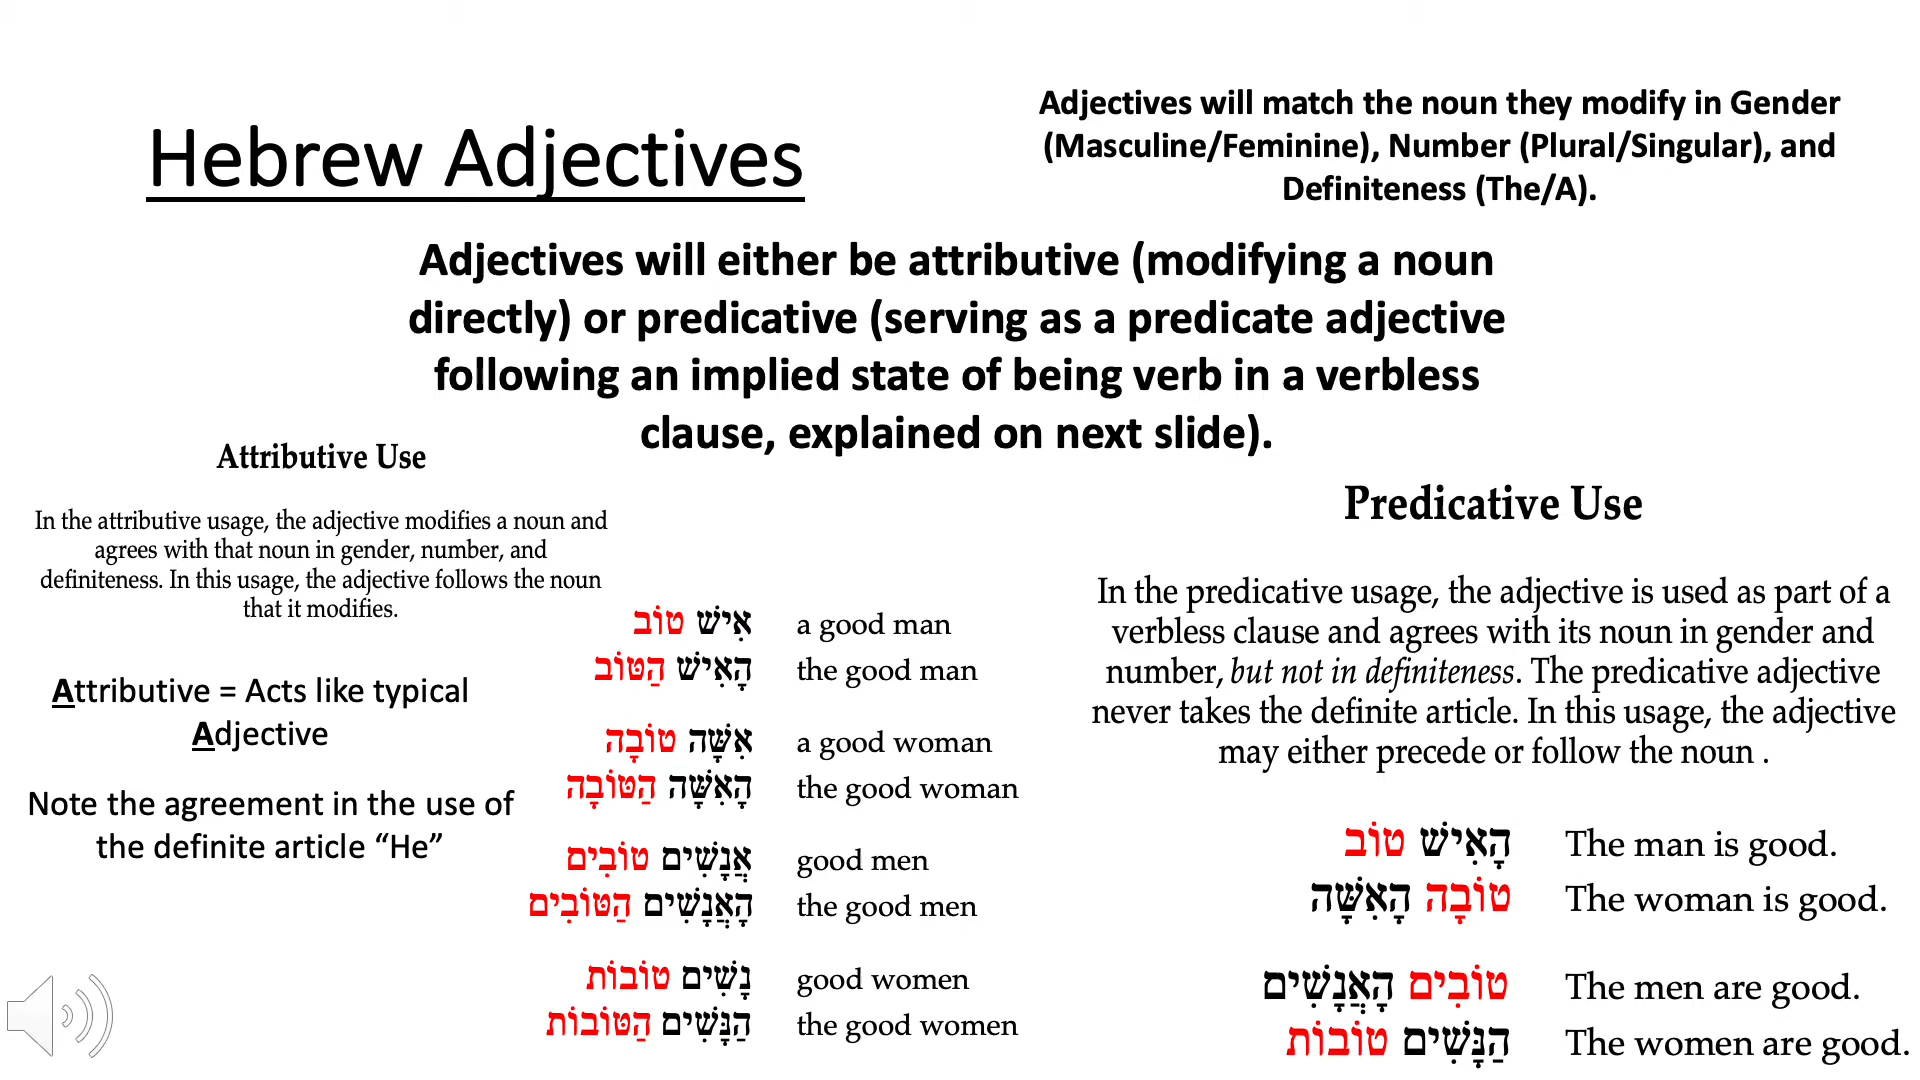 Hebrew Adjectives
Adjectives will match the noun they modify in Gender
(Masculine/Feminine), Number (Plural/Singular), and
Definiteness (The/A).
Adjectives will either be attributive (modifying a noun
directly) or predicative (serving as a predicate adjective
following an implied state of being verb in a verbless
clause, explained on next slide).
Attributive Use
In the attributive usage, the adjective modifies a noun and
agrees with that noun in gender, number, and
definiteness. In this usage, the adjective follows the noun
that it modifies.
Attributive = Acts like typical
Adjective
Note the agreement in the use of
the definite article “He”
אִישׁ טוֹב a good man
הָאִישׁ הַטּוֹב the good man
אִשָּׁה טוֹבָה a good woman
הָאִשָּׁה הַטּוֹבָה the good woman
אֲנָשִׁים טוֹבִים good men
הָאֲנָשִׁים הַטּוֹבִים the good men
נָשִׁים טוֹבוֹת good women
הַנָּשִׁים הַטּוֹבוֹת the good women
Predicative Use
In the predicative usage, the adjective is used as part of a
verbless clause and agrees with its noun in gender and
number, but not in definiteness. The predicative adjective
never takes the definite article. In this usage, the adjective
may either precede or follow the noun .
הָאִישׁ טוֹב The man is good.
טוֹבָה הָאִשָּׁה The woman is good.
טוֹבִים הָאֲנָשִׁים The men are good.
הַנָּשִׁים טוֹבוֹת The women are good.